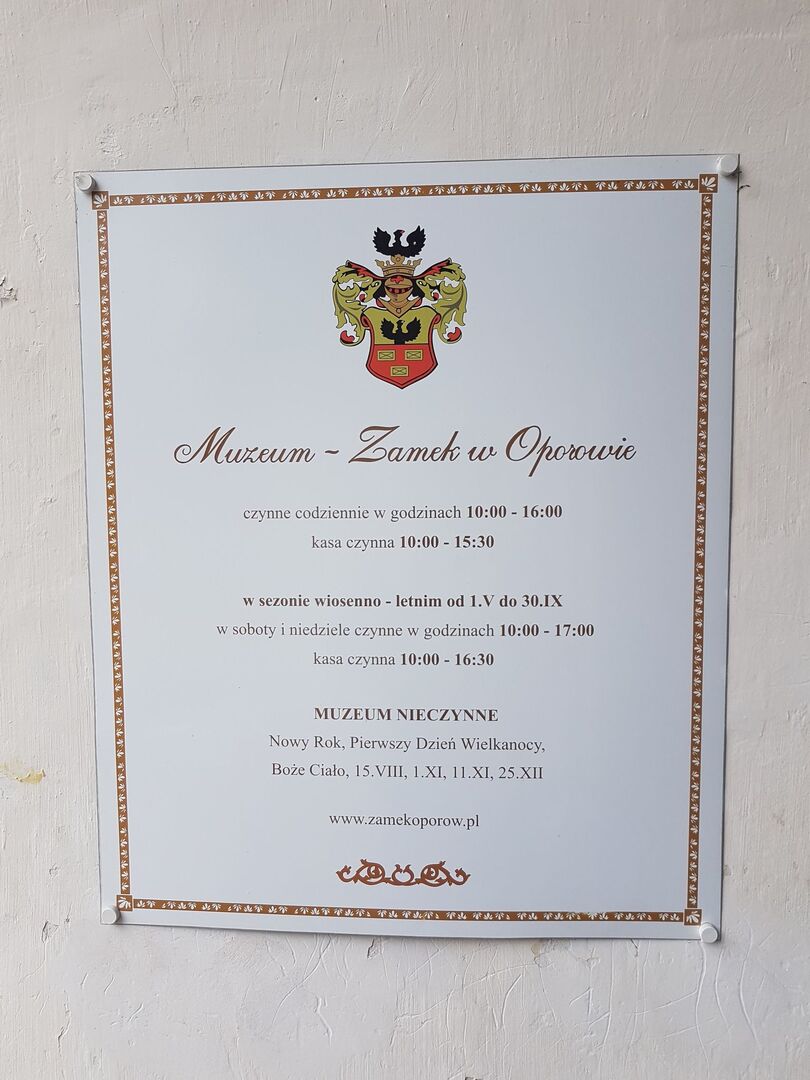 Muzeum - Zamek w Oporowie
czynne codziennie w godzinach 10:00 - 16:00
kasa czynna 10:00 - 15:30
w sezonie wiosenno - letnim od 1.V do 30.IX
w soboty i niedziele czynne w godzinach 10:00 - 17:00
kasa czynna 10:00 - 16:30
MUZEUM NIECZYNNE
Nowy Rok, Pierwszy Dzień Wielkanocy,
Boże Ciało, 15.VIII, 1.XI, 11.XI, 25.XII
www.zamekoporow.pl